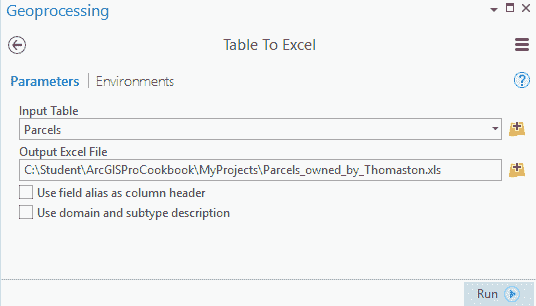 Geoprocessing
Table To Excel
Parameters | Environments
Input Table
Parcels
Output Excel File
C:\Student\ArcGISProCookbook\MyProjects\Parcels_owned_by_Thomaston.xls
Use field alias as column header
Use domain and subtype description
Run